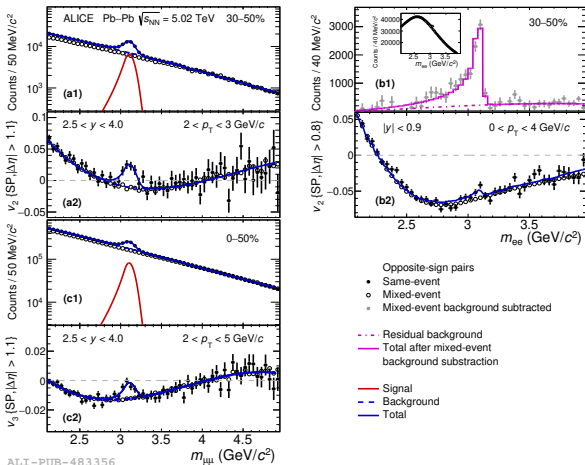 ALICE Pb-Pb √sNN = 5.02 TeV 30-50%
Counts / 50 MeV/c²
10⁴
10³
(a1)
2.5 < y < 4.0 2 < pT < 3 GeV/c
v₂ {SP,|Δη| > 1.1}
0.1
0.05
0
−0.05
(a2)
0−50%
Counts / 50 MeV/c²
10⁵
10⁴
(c1)
2.5 < y < 4.0 2 < pT < 5 GeV/c
v₃ {SP,|Δη| > 1.1}
0.02
0
−0.02
(c2)
2.5 3 3.5 4 4.5 5
mμμ (GeV/c²)
ALI-PUB-483356
30−50%
Counts / 40 MeV/c²
3000
2000
1000
0
Counts / 40 MeV/c²
40000
30000
20000
10000
2.5 3 3.5
mee (GeV/c²)
(b1)
|y| < 0.9 0 < pT < 4 GeV/c
v₂ {SP,|Δη| > 0.8}
0.05
0
−0.05
(b2)
2.5 3 3.5
mee (GeV/c²)
Opposite-sign pairs
Same-event
Mixed-event
Mixed-event background subtracted
Residual background
Total after mixed-event
background substraction
Signal
Background
Total